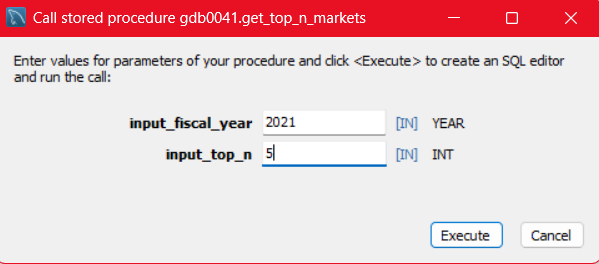 Call stored procedure gdb0041.get_top_n_markets
Enter values for parameters of your procedure and click <Execute> to create an SQL editor
and run the call:
input_fiscal_year 2021 [IN] YEAR
input_top_n 5 [IN] INT
Execute Cancel